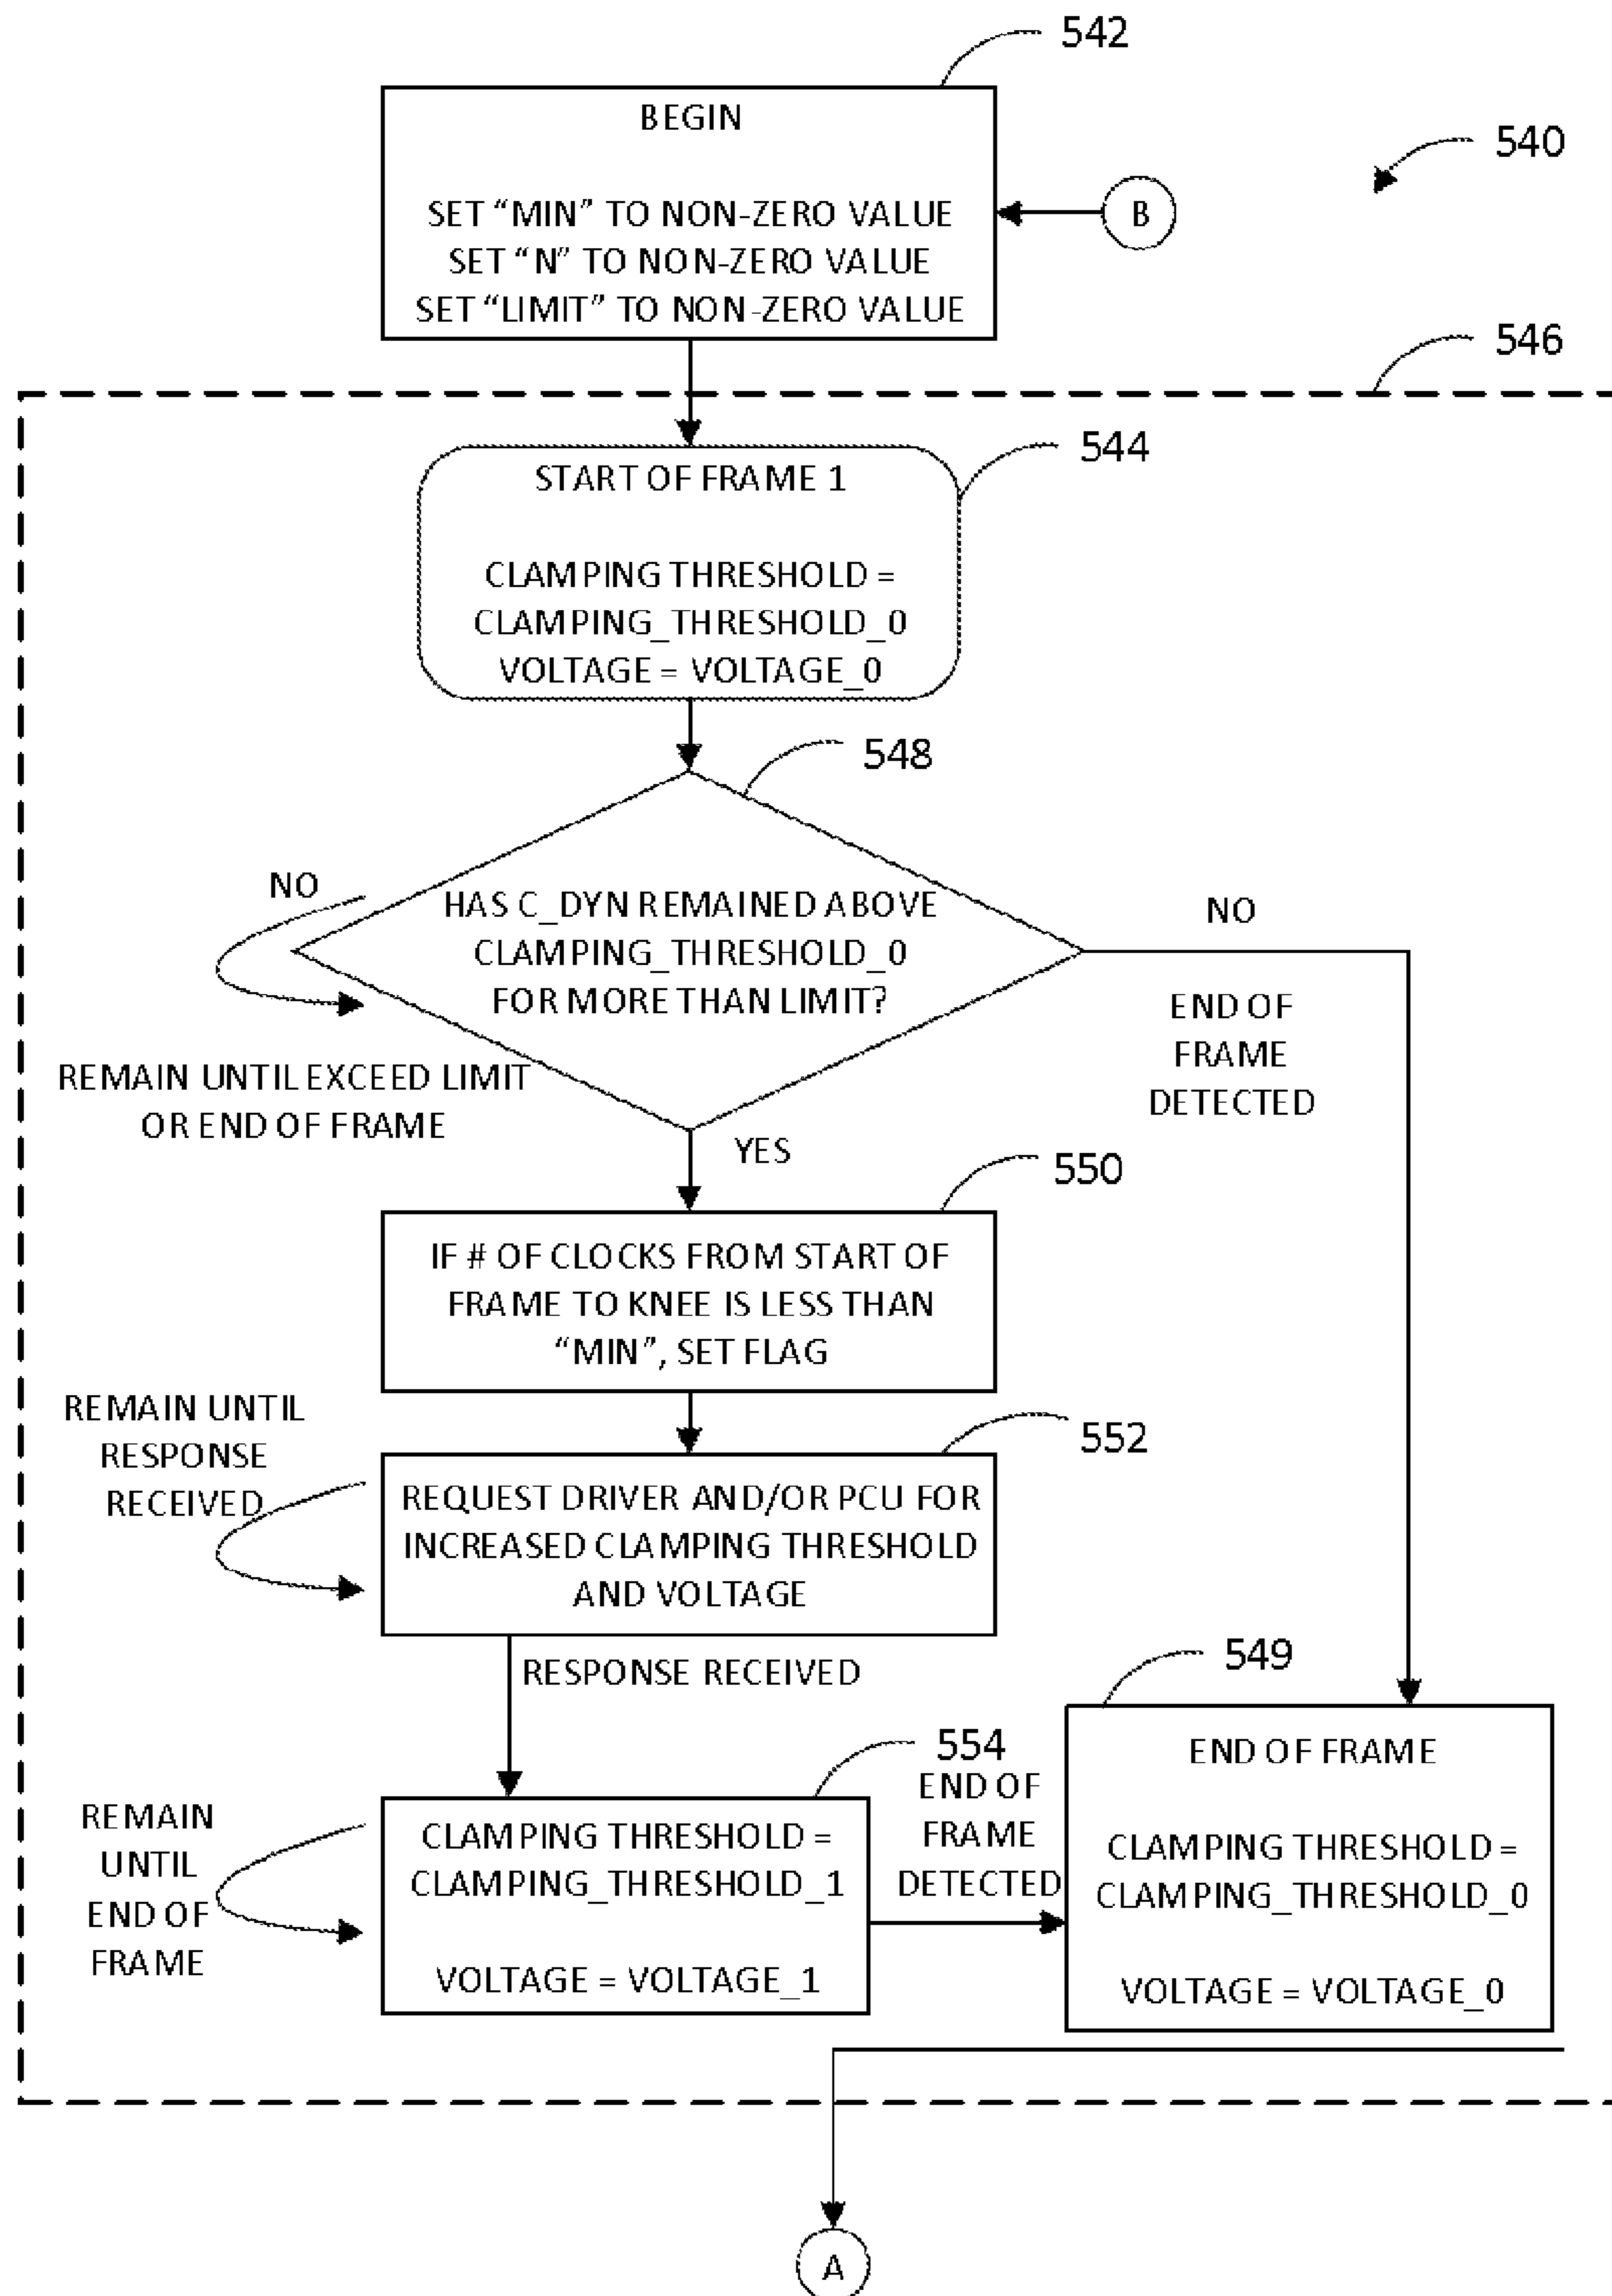 542
BEGIN
SET “MIN” TO NON-ZERO VALUE
SET “N” TO NON-ZERO VALUE
SET “LIMIT” TO NON-ZERO VALUE
B
540
546
544
START OF FRAME 1
CLAMPING THRESHOLD =
CLAMPING_THRESHOLD_0
VOLTAGE = VOLTAGE_0
548
HAS C_DYN REMAINED ABOVE
CLAMPING_THRESHOLD_0
FOR MORE THAN LIMIT?
NO
REMAIN UNTIL EXCEED LIMIT
OR END OF FRAME
NO
END OF
FRAME
DETECTED
YES
550
IF # OF CLOCKS FROM START OF
FRAME TO KNEE IS LESS THAN
“MIN”, SET FLAG
REMAIN UNTIL
RESPONSE
RECEIVED
552
REQUEST DRIVER AND/OR PCU FOR
INCREASED CLAMPING THRESHOLD
AND VOLTAGE
RESPONSE RECEIVED
554
REMAIN
UNTIL
END OF
FRAME
CLAMPING THRESHOLD =
CLAMPING_THRESHOLD_1
VOLTAGE = VOLTAGE_1
END OF
FRAME
DETECTED
549
END OF FRAME
CLAMPING THRESHOLD =
CLAMPING_THRESHOLD_0
VOLTAGE = VOLTAGE_0
A